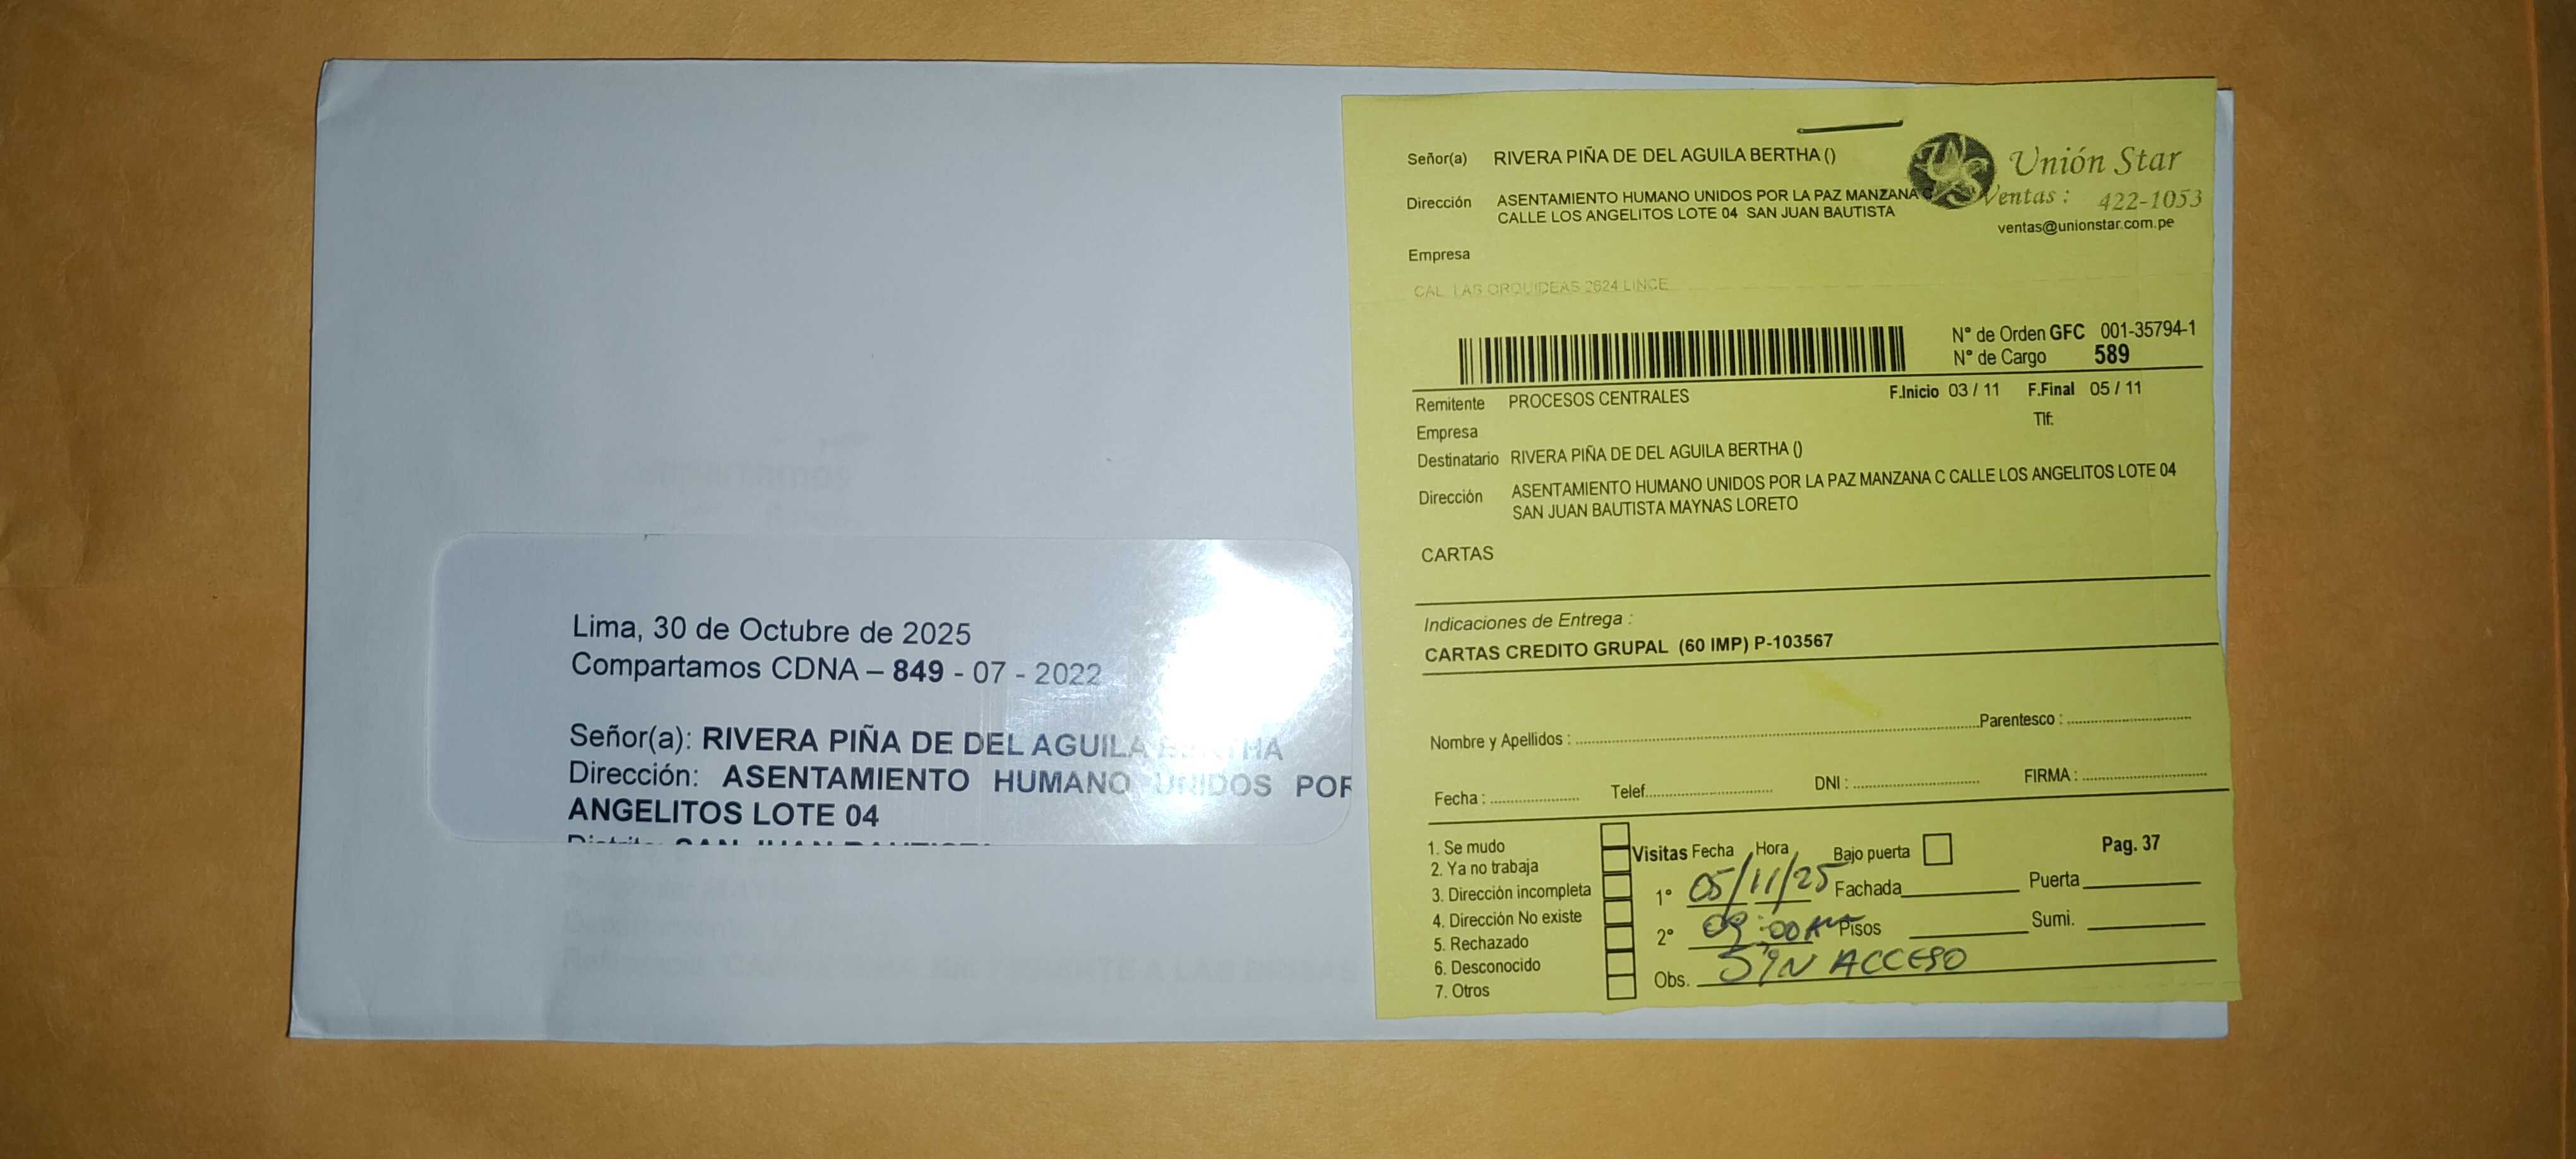 Lima, 30 de Octubre de 2025
Compartamos CDNA – 849 - 07 - 2022
Señor(a): RIVERA PIÑA DE DEL AGUILA BERTHA
Dirección: ASENTAMIENTO HUMANO UNIDOS POR
ANGELITOS LOTE 04
Distrito: SAN JUAN BAUTISTA
Señor(a) RIVERA PIÑA DE DEL AGUILA BERTHA ()
Dirección ASENTAMIENTO HUMANO UNIDOS POR LA PAZ MANZANA C
CALLE LOS ANGELITOS LOTE 04 SAN JUAN BAUTISTA
Unión Star
Ventas : 422-1053
ventas@unionstar.com.pe
Empresa
CAL. LAS ORQUIDEAS 2624 LINCE
N° de Orden GFC 001-35794-1
N° de Cargo 589
Remitente PROCESOS CENTRALES F.Inicio 03 / 11 F.Final 05 / 11
Empresa Tlf:
Destinatario RIVERA PIÑA DE DEL AGUILA BERTHA ()
Dirección ASENTAMIENTO HUMANO UNIDOS POR LA PAZ MANZANA C CALLE LOS ANGELITOS LOTE 04
SAN JUAN BAUTISTA MAYNAS LORETO
CARTAS
Indicaciones de Entrega :
CARTAS CREDITO GRUPAL (60 IMP) P-103567
Nombre y Apellidos : Parentesco :
Fecha : Telef. DNI : FIRMA :
1. Se mudo
2. Ya no trabaja
3. Dirección incompleta
4. Dirección No existe
5. Rechazado
6. Desconocido
7. Otros
Visitas Fecha Hora Bajo puerta Pag. 37
1° 05/11/25 Fachada Puerta
2° 09:00 AM Pisos Sumi.
Obs. SIN ACCESO